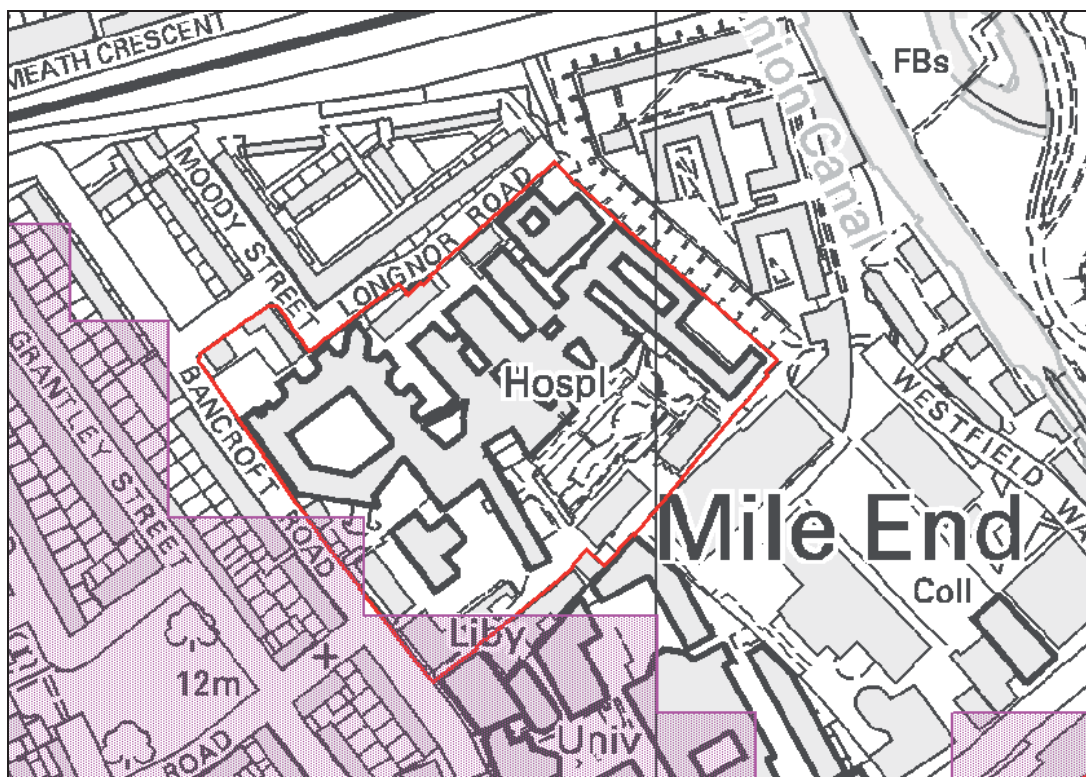 MEATH CRESCENT
FBs
nion Canal
MOODY STREET
LONGNOR ROAD
GRANTLEY STREET
BANCROFT ROAD
Hospl
WESTFIELD WA
Mile End
Coll
Liby
12m
Univ
ROAD